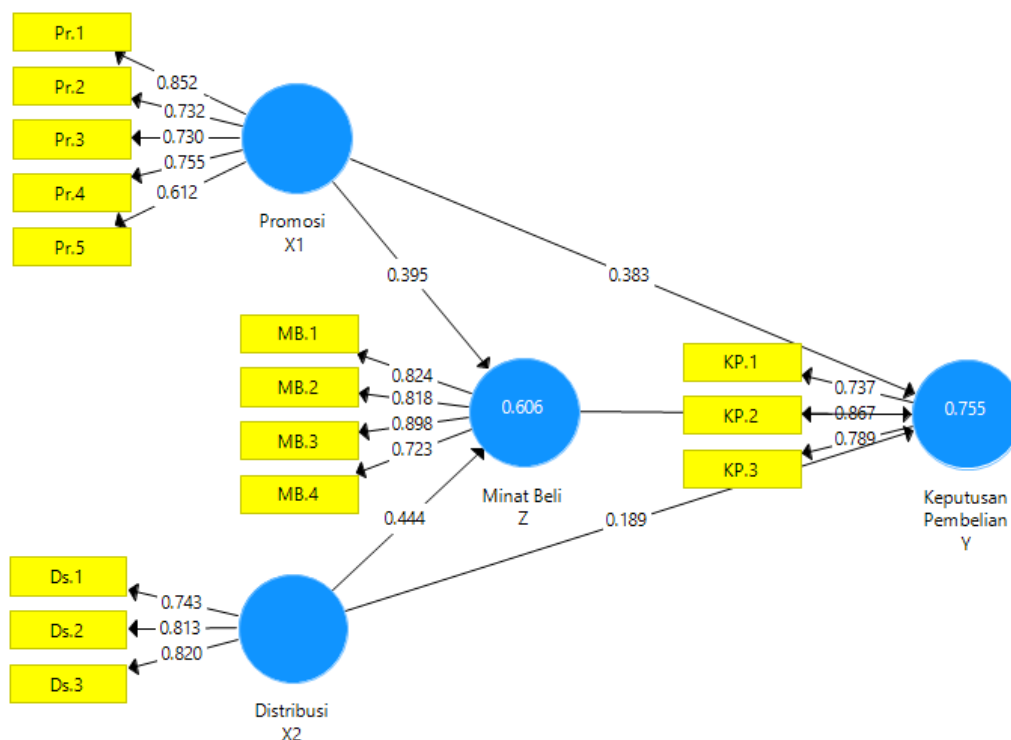 Pr.1
Pr.2
Pr.3
Pr.4
Pr.5
0.852
0.732
0.730
0.755
0.612
Promosi
X1
0.395
0.383
MB.1
MB.2
MB.3
MB.4
0.824
0.818
0.898
0.723
0.606
Minat Beli
Z
KP.1
KP.2
KP.3
0.737
0.867
0.789
0.755
Keputusan
Pembelian
Y
0.444
0.189
Ds.1
Ds.2
Ds.3
0.743
0.813
0.820
Distribusi
X2